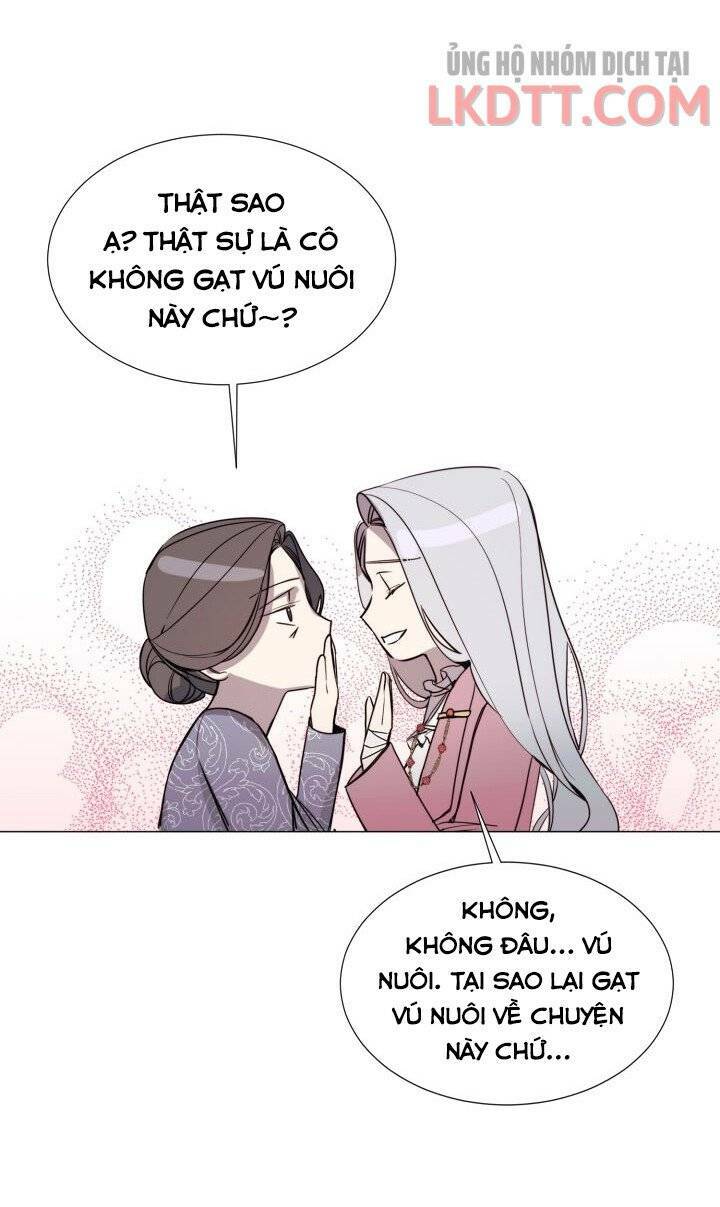 ỦNG HỘ NHÓM DỊCH TẠI
LKDTT.COM
THẬT SAO
Ạ? THẬT SỰ LÀ CÔ
KHÔNG GẠT VÚ NUÔI
NÀY CHỨ~?
KHÔNG,
KHÔNG ĐÂU... VÚ
NUÔI. TẠI SAO LẠI GẠT
VÚ NUÔI VỀ CHUYỆN
NÀY CHỨ...